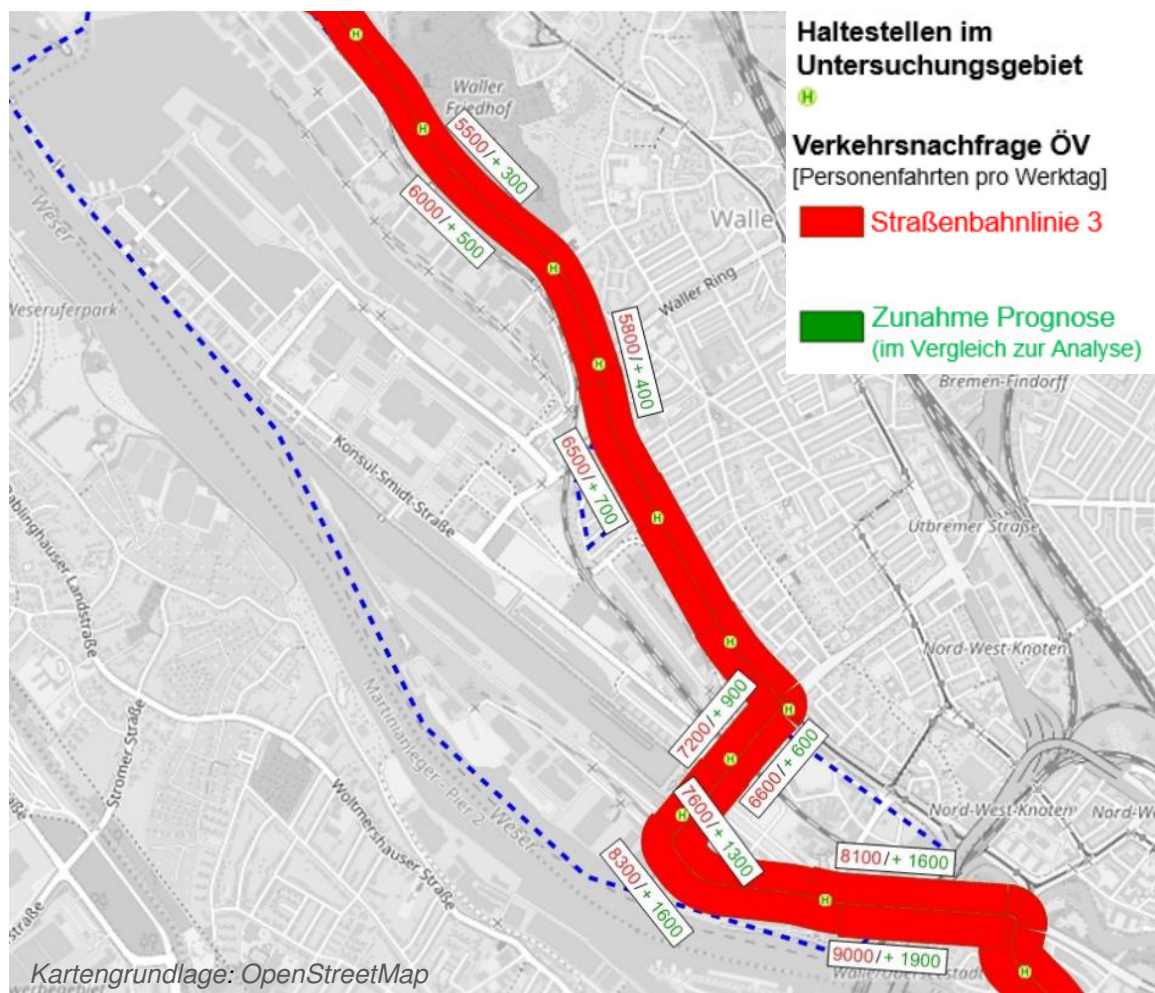 Haltestellen im
Untersuchungsgebiet
H
Verkehrsnachfrage ÖV
[Personenfahrten pro Werktag]
Straßenbahnlinie 3
Zunahme Prognose
(im Vergleich zur Analyse)
H
Waller
Friedhof
H
5500/+ 300
6000/+ 500
Weser
Walle
H
Waller Ring
Weseruferpark
5800/+ 400
H
Bremen-Findorff
Konsul-Smidt-Straße
6500/+ 700
H
Utbremer Straße
Stromer Straße
H
Nord-West-Knoten
Martinianleger - Pier 2
Weser
7200/+ 900
H
H
6600/+ 600
Woltmershauser Straße
7600/+ 1300
H
Nord-West-Knoten
8300/+ 1600
8100/+ 1600
H
9000/+ 1900
H
Kartengrundlage: OpenStreetMap